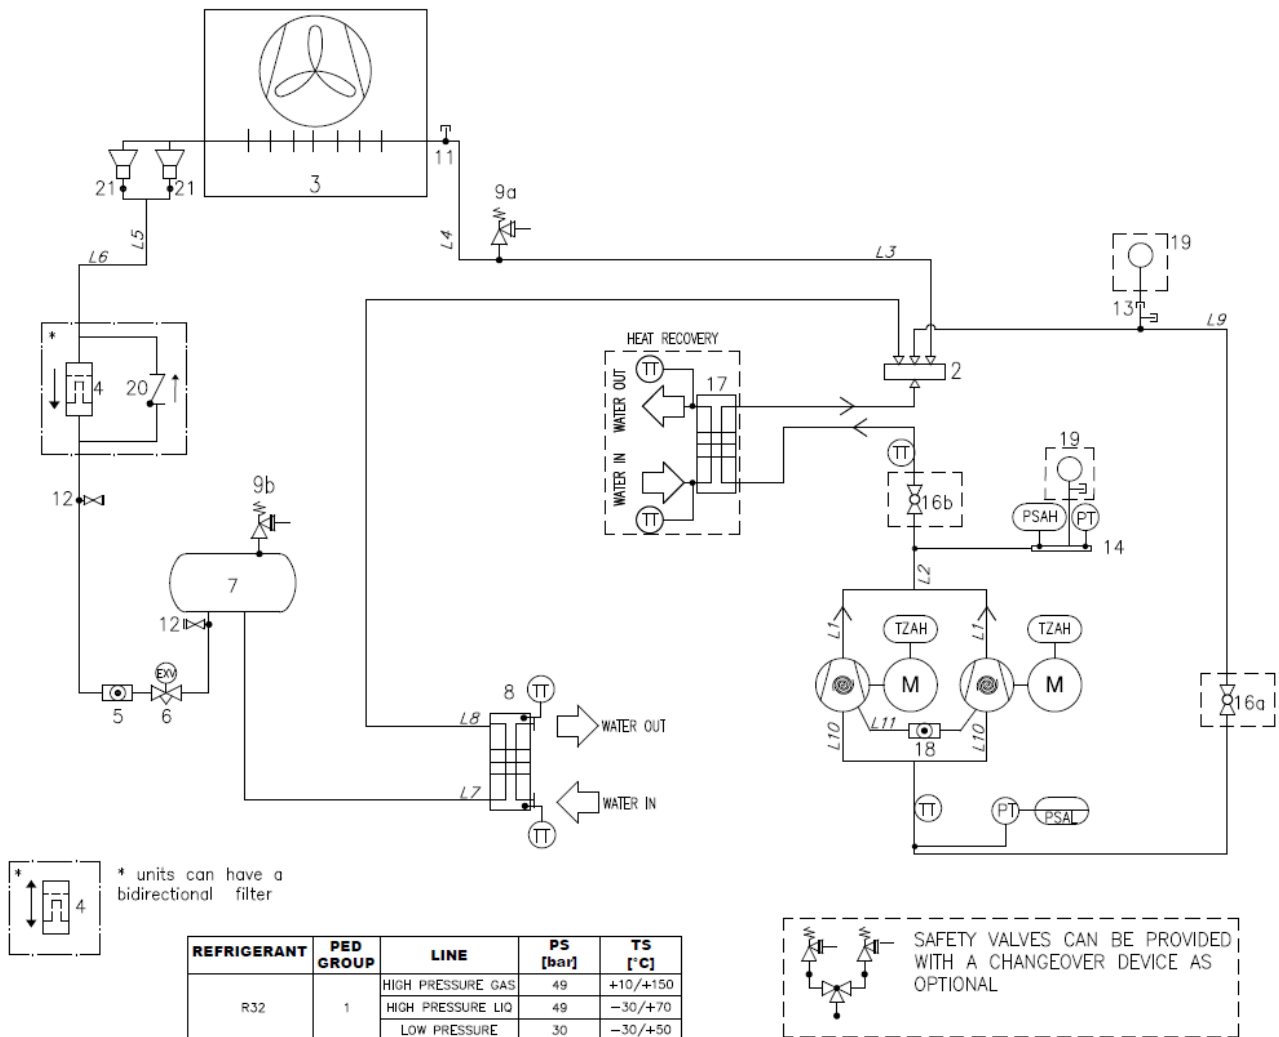 3
11
21
21
9a
L5
L4
L6
L3
19
13
L9
*
4
20
HEAT RECOVERY
TT
17
WATER OUT
WATER IN
TT
2
TT
19
16b
PSAH
PT
14
12
9b
7
12
L2
L1
L1
TZAH
TZAH
M
M
EXV
5
6
8
TT
L8
WATER OUT
L7
WATER IN
TT
L11
L10
L10
18
16a
TT
PT
PSAL
*
4
* units can have a
bidirectional filter
REFRIGERANT
PED GROUP
LINE
PS [bar]
TS [°C]
R32
1
HIGH PRESSURE GAS 49 +10/+150
HIGH PRESSURE LIQ 49 −30/+70
LOW PRESSURE 30 −30/+50
SAFETY VALVES CAN BE PROVIDED
WITH A CHANGEOVER DEVICE AS
OPTIONAL